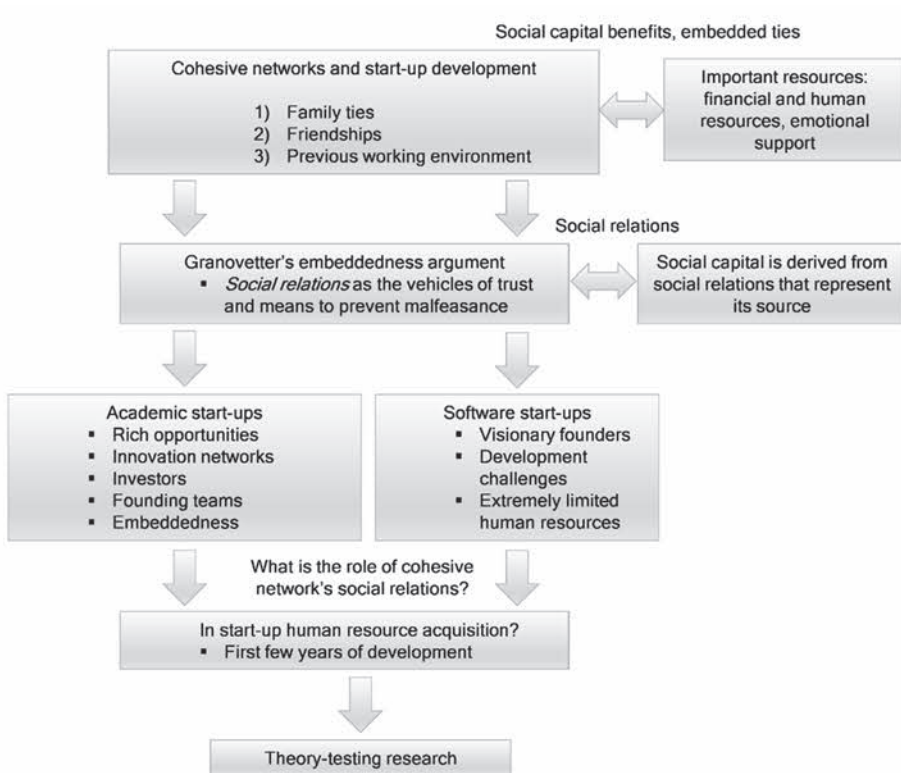 Social capital benefits, embedded ties
Cohesive networks and start-up development
1) Family ties
2) Friendships
3) Previous working environment
Important resources:
financial and human
resources, emotional
support
Social relations
Granovetter's embeddedness argument
▪ Social relations as the vehicles of trust
and means to prevent malfeasance
Social capital is derived from
social relations that represent
its source
Academic start-ups
▪ Rich opportunities
▪ Innovation networks
▪ Investors
▪ Founding teams
▪ Embeddedness
Software start-ups
▪ Visionary founders
▪ Development
challenges
▪ Extremely limited
human resources
What is the role of cohesive
network's social relations?
In start-up human resource acquisition?
▪ First few years of development
Theory-testing research